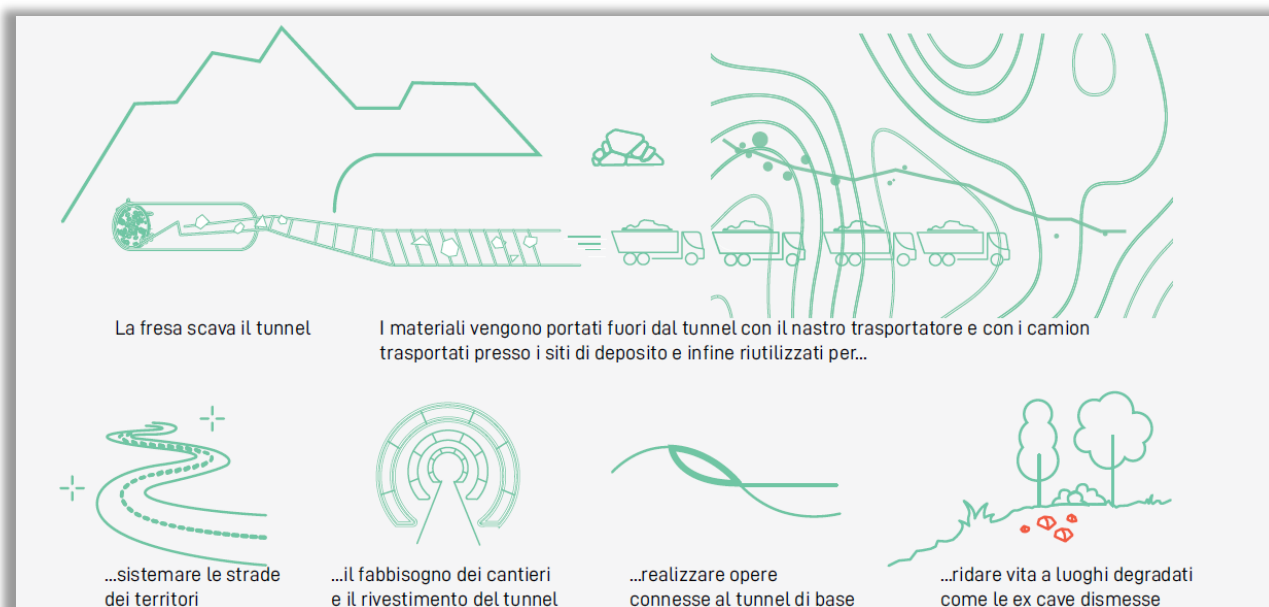 La fresa scava il tunnel
I materiali vengono portati fuori dal tunnel con il nastro trasportatore e con i camion
trasportati presso i siti di deposito e infine riutilizzati per...
...sistemare le strade
dei territori
...il fabbisogno dei cantieri
e il rivestimento del tunnel
...realizzare opere
connesse al tunnel di base
...ridare vita a luoghi degradati
come le ex cave dismesse